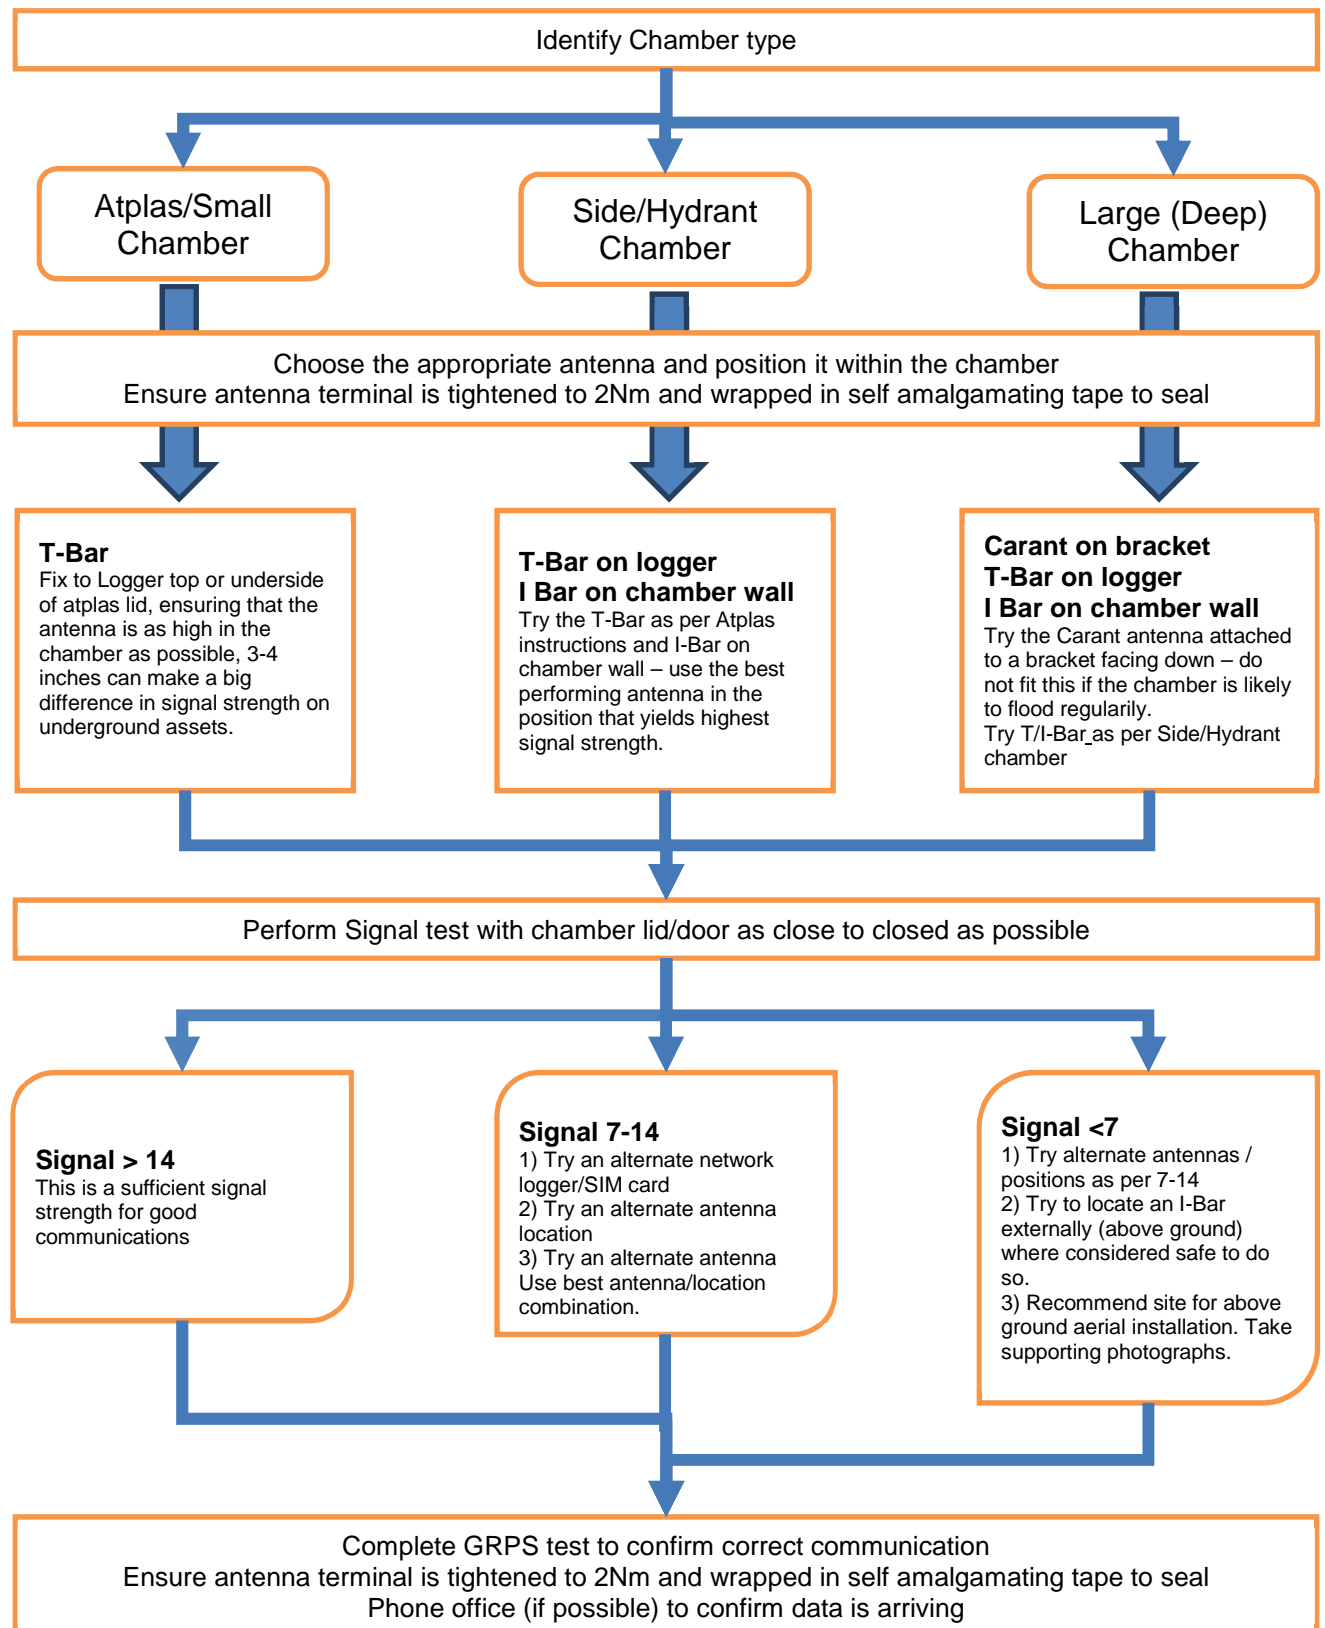 Identify Chamber type
Atplas/Small
Chamber
Side/Hydrant
Chamber
Large (Deep)
Chamber
Choose the appropriate antenna and position it within the chamber
Ensure antenna terminal is tightened to 2Nm and wrapped in self amalgamating tape to seal
T-Bar
Fix to Logger top or underside
of atplas lid, ensuring that the
antenna is as high in the
chamber as possible, 3-4
inches can make a big
difference in signal strength on
underground assets.
T-Bar on logger
I Bar on chamber wall
Try the T-Bar as per Atplas
instructions and I-Bar on
chamber wall – use the best
performing antenna in the
position that yields highest
signal strength.
Carant on bracket
T-Bar on logger
I Bar on chamber wall
Try the Carant antenna attached
to a bracket facing down – do
not fit this if the chamber is likely
to flood regularily.
Try T/I-Bar as per Side/Hydrant
chamber
Perform Signal test with chamber lid/door as close to closed as possible
Signal > 14
This is a sufficient signal
strength for good
communications
Signal 7-14
1) Try an alternate network
logger/SIM card
2) Try an alternate antenna
location
3) Try an alternate antenna
Use best antenna/location
combination.
Signal <7
1) Try alternate antennas /
positions as per 7-14
2) Try to locate an I-Bar
externally (above ground)
where considered safe to do
so.
3) Recommend site for above
ground aerial installation. Take
supporting photographs.
Complete GRPS test to confirm correct communication
Ensure antenna terminal is tightened to 2Nm and wrapped in self amalgamating tape to seal
Phone office (if possible) to confirm data is arriving